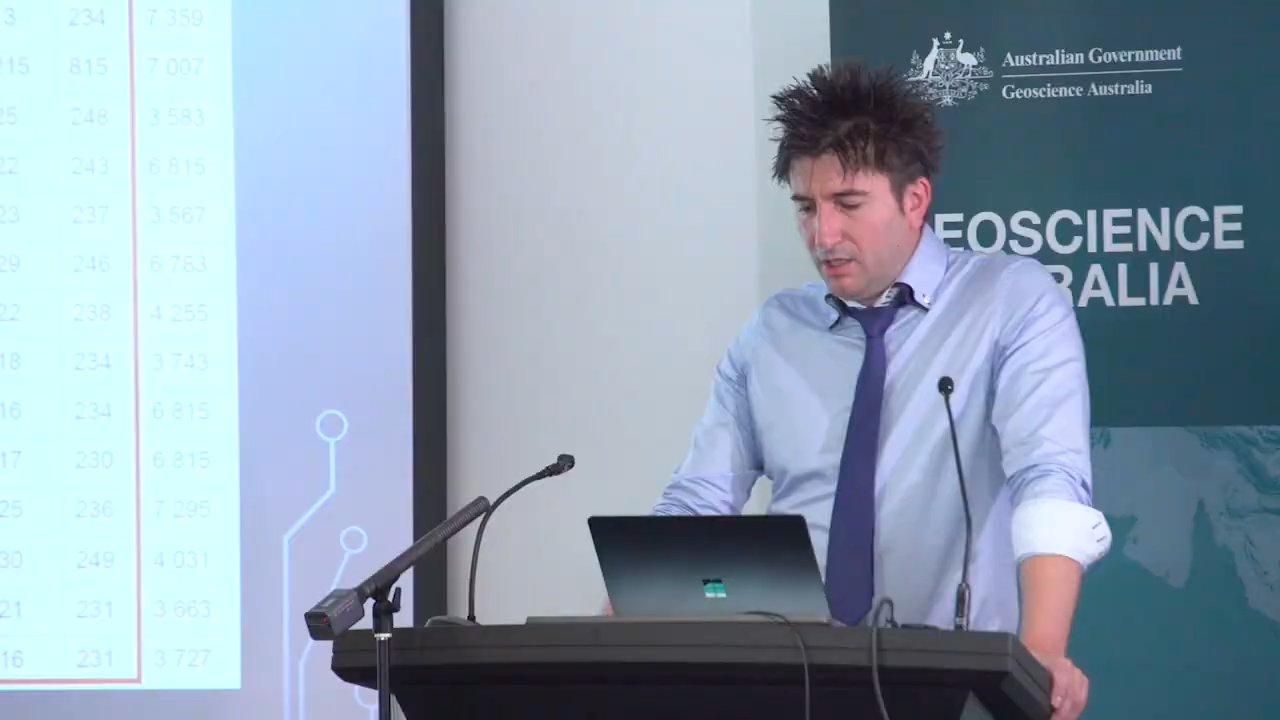 3 234 7 359
15 815 7 007
25 248 3 583
22 243 6 815
23 237 3 567
29 246 6 783
22 238 4 255
18 234 3 743
16 234 6 815
17 230 6 815
25 236 7 295
30 249 4 031
21 231 3 663
16 231 3 727
Australian Government
Geoscience Australia
EOSCIENCE
RALIA